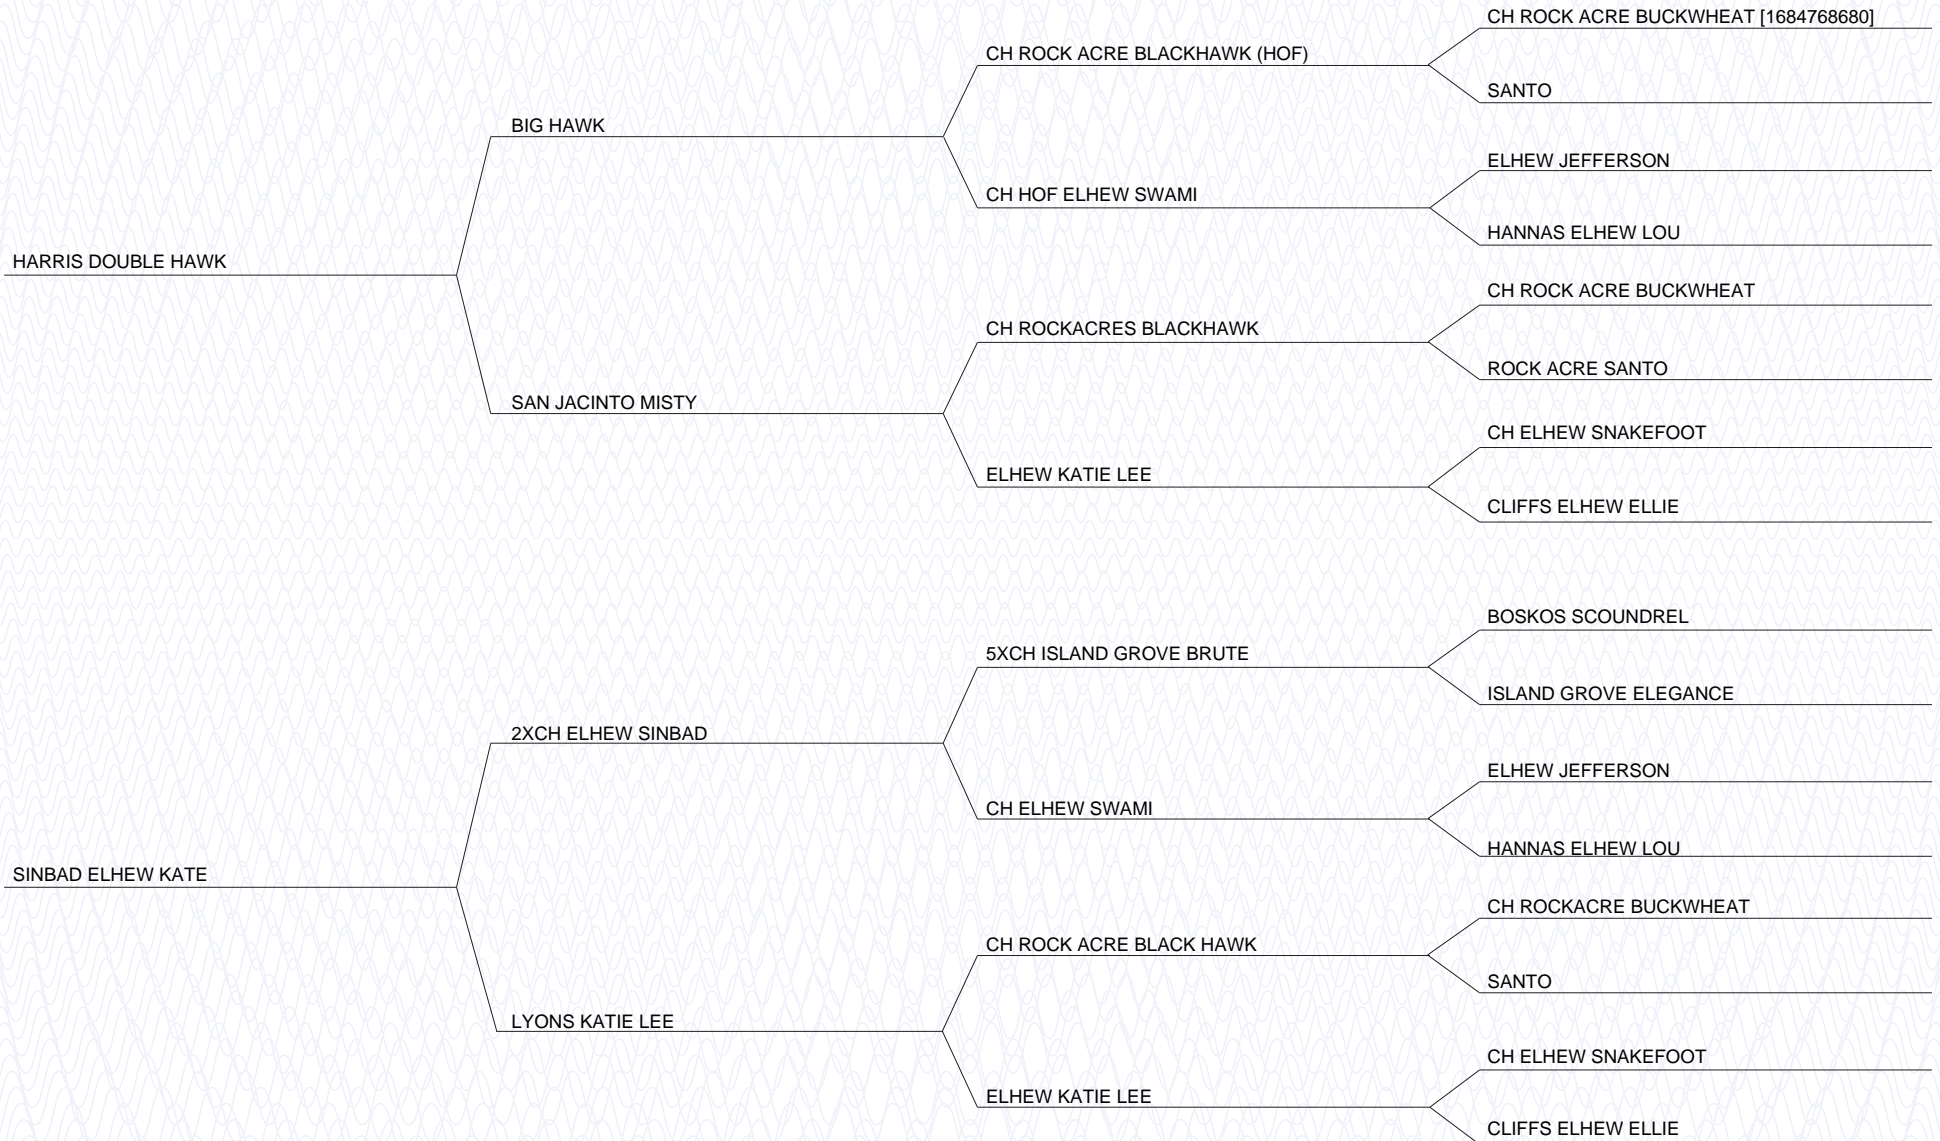 CH ROCK ACRE BUCKWHEAT [1684768680]
CH ROCK ACRE BLACKHAWK (HOF)
SANTO
BIG HAWK
ELHEW JEFFERSON
CH HOF ELHEW SWAMI
HANNAS ELHEW LOU
HARRIS DOUBLE HAWK
CH ROCK ACRE BUCKWHEAT
CH ROCKACRES BLACKHAWK
ROCK ACRE SANTO
SAN JACINTO MISTY
CH ELHEW SNAKEFOOT
ELHEW KATIE LEE
CLIFFS ELHEW ELLIE
BOSKOS SCOUNDREL
5XCH ISLAND GROVE BRUTE
ISLAND GROVE ELEGANCE
2XCH ELHEW SINBAD
ELHEW JEFFERSON
CH ELHEW SWAMI
HANNAS ELHEW LOU
SINBAD ELHEW KATE
CH ROCKACRE BUCKWHEAT
CH ROCK ACRE BLACK HAWK
SANTO
LYONS KATIE LEE
CH ELHEW SNAKEFOOT
ELHEW KATIE LEE
CLIFFS ELHEW ELLIE